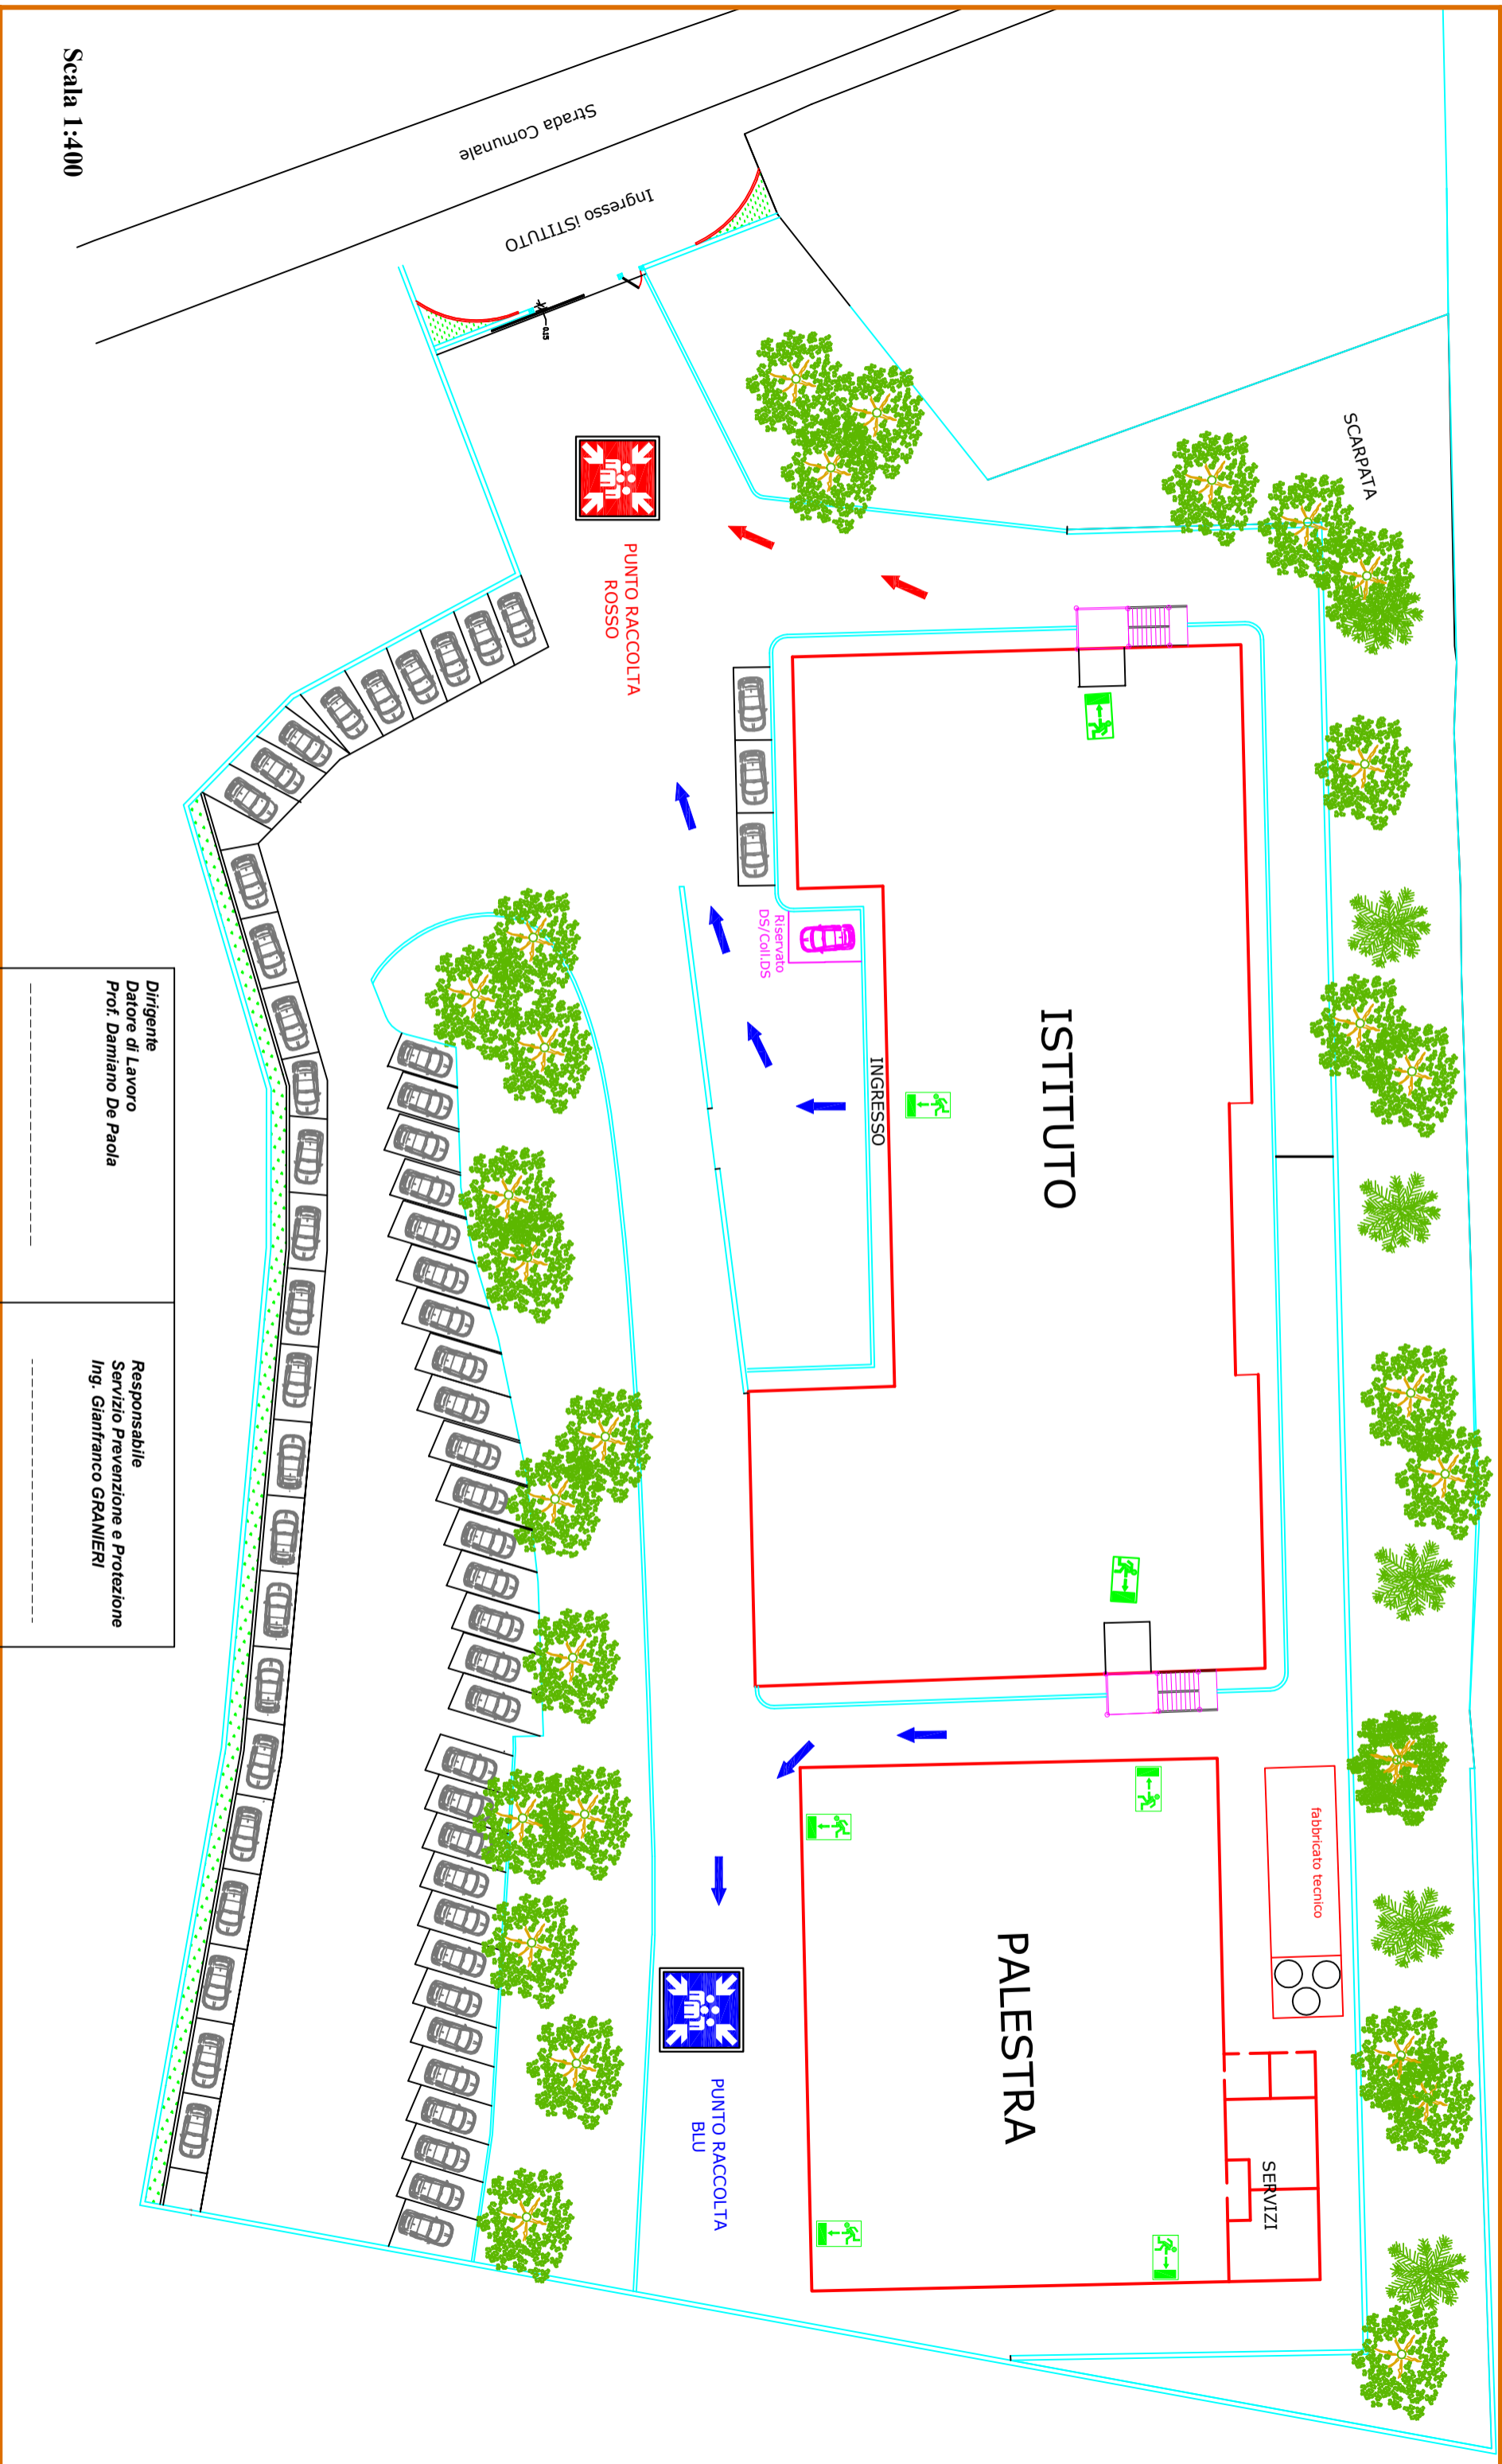 Scala 1:400
Strada Comunale
Ingresso iSTITUTO
0.15
SCARPATA
PUNTO RACCOLTA
ROSSO
Riservato
DS/Coll.DS
INGRESSO
ISTITUTO
fabbricato tecnico
PALESTRA
SERVIZI
PUNTO RACCOLTA
BLU
Dirigente
Datore di Lavoro
Prof. Damiano De Paola
Responsabile
Servizio Prevenzione e Protezione
Ing. Gianfranco GRANIERI